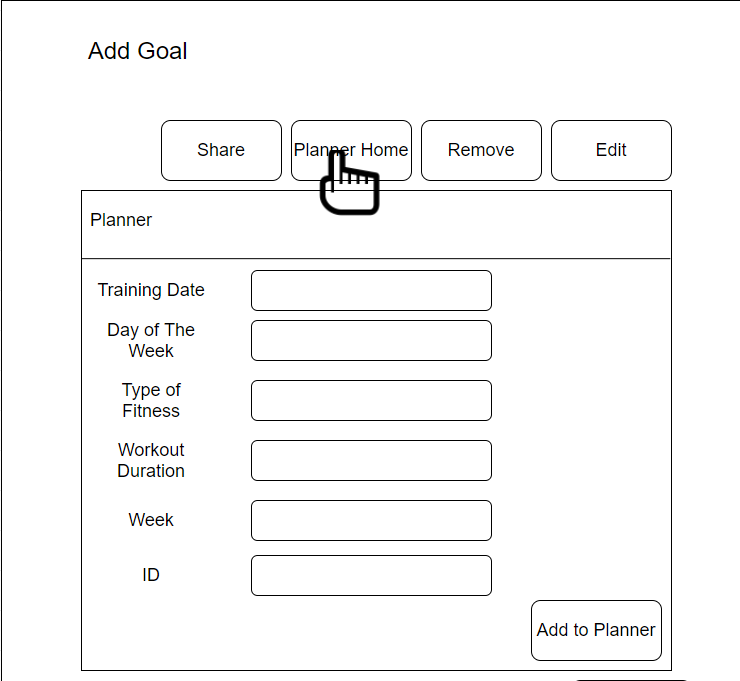 Add Goal
Share
Planner Home
Remove
Edit
Planner
Training Date
Day of The
Week
Type of
Fitness
Workout
Duration
Week
ID
Add to Planner